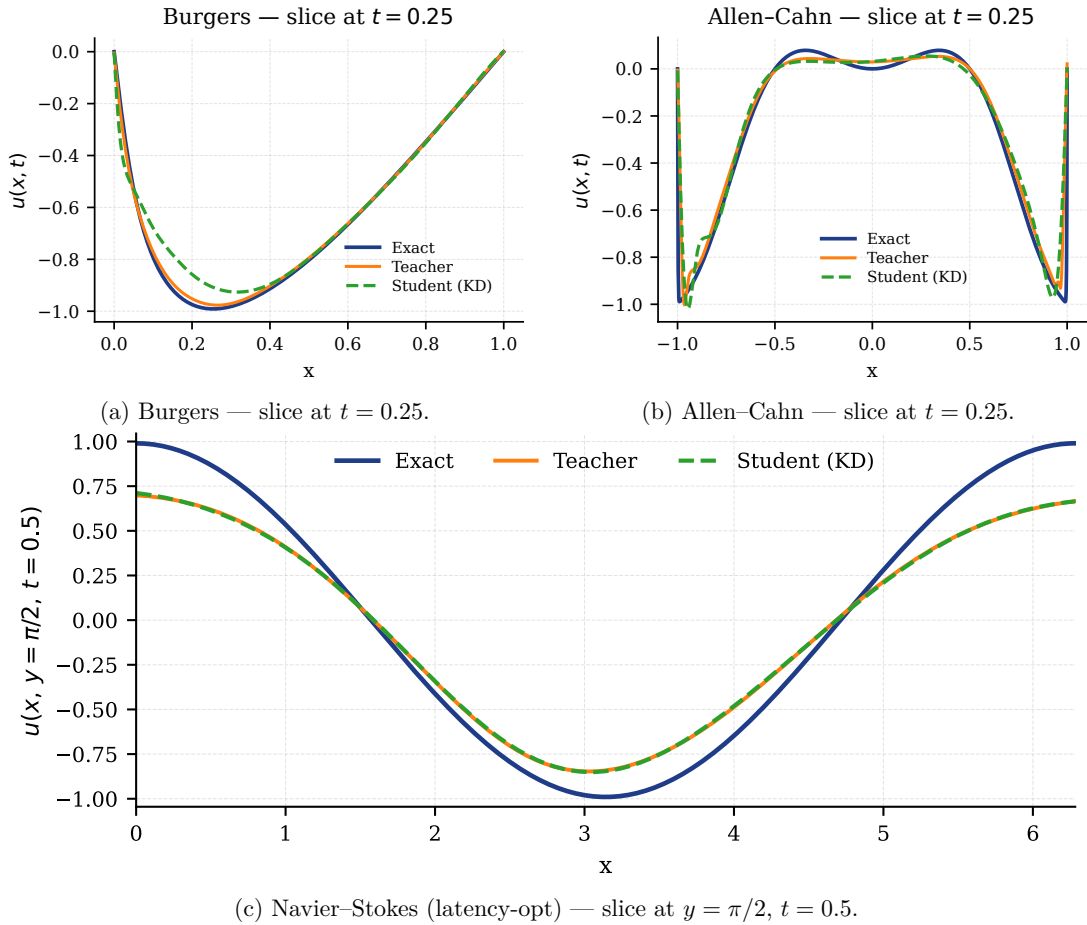 Burgers — slice at t = 0.25
0.0
−0.2
−0.4
−0.6
−0.8
−1.0
u(x, t)
Exact
Teacher
Student (KD)
0.0 0.2 0.4 0.6 0.8 1.0
x
(a) Burgers — slice at t = 0.25.
Allen–Cahn — slice at t = 0.25
0.0
−0.2
−0.4
−0.6
−0.8
−1.0
u(x, t)
Exact
Teacher
Student (KD)
−1.0 −0.5 0.0 0.5 1.0
x
(b) Allen–Cahn — slice at t = 0.25.
Exact Teacher Student (KD)
1.00
0.75
0.50
0.25
0.00
−0.25
−0.50
−0.75
−1.00
u(x, y = π/2, t = 0.5)
0 1 2 3 4 5 6
x
(c) Navier–Stokes (latency-opt) — slice at y = π/2, t = 0.5.